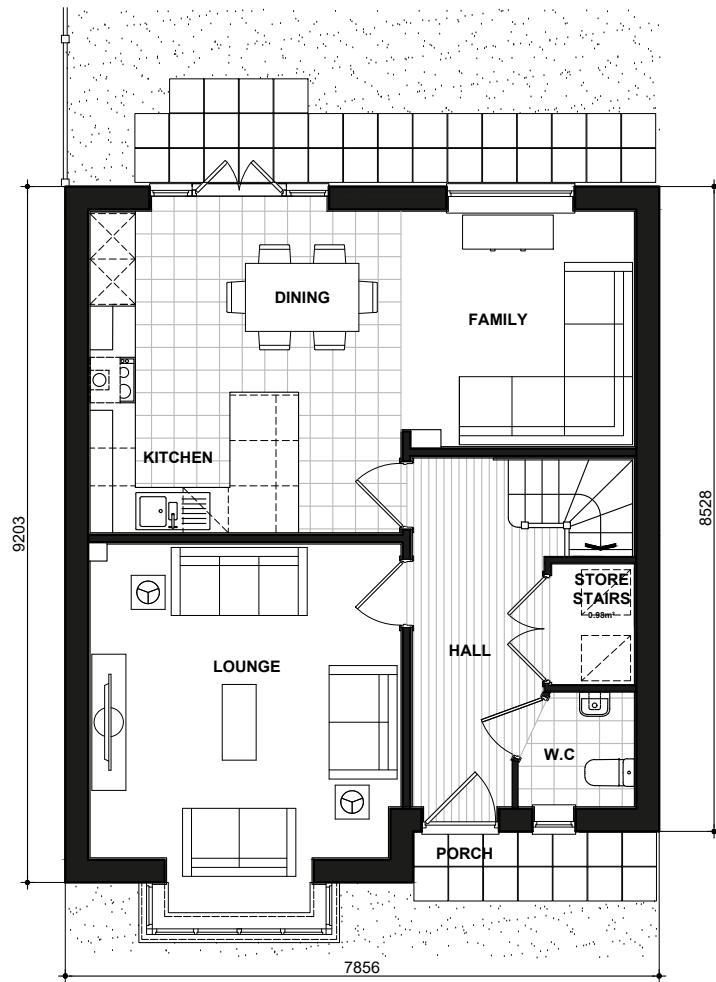 DINING
FAMILY
KITCHEN
9203
8528
STORE
STAIRS
0.98m²
HALL
LOUNGE
W.C
PORCH
7856